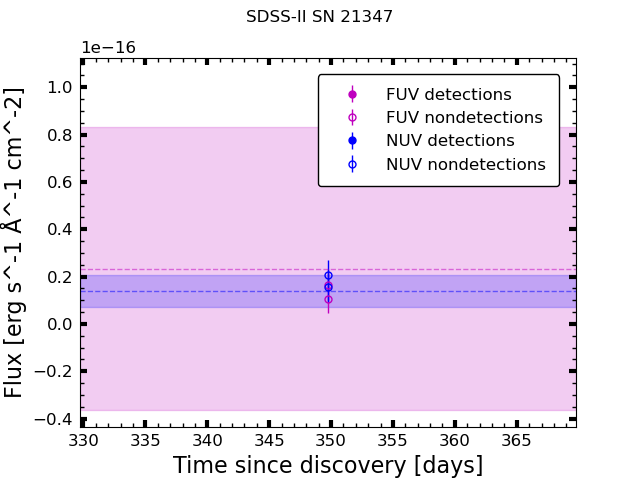 SDSS-II SN 21347
1e−16
FUV detections
FUV nondetections
NUV detections
NUV nondetections
1.0
0.8
0.6
0.4
0.2
0.0
−0.2
−0.4
Flux [erg s^-1 Å^-1 cm^-2]
330 335 340 345 350 355 360 365
Time since discovery [days]